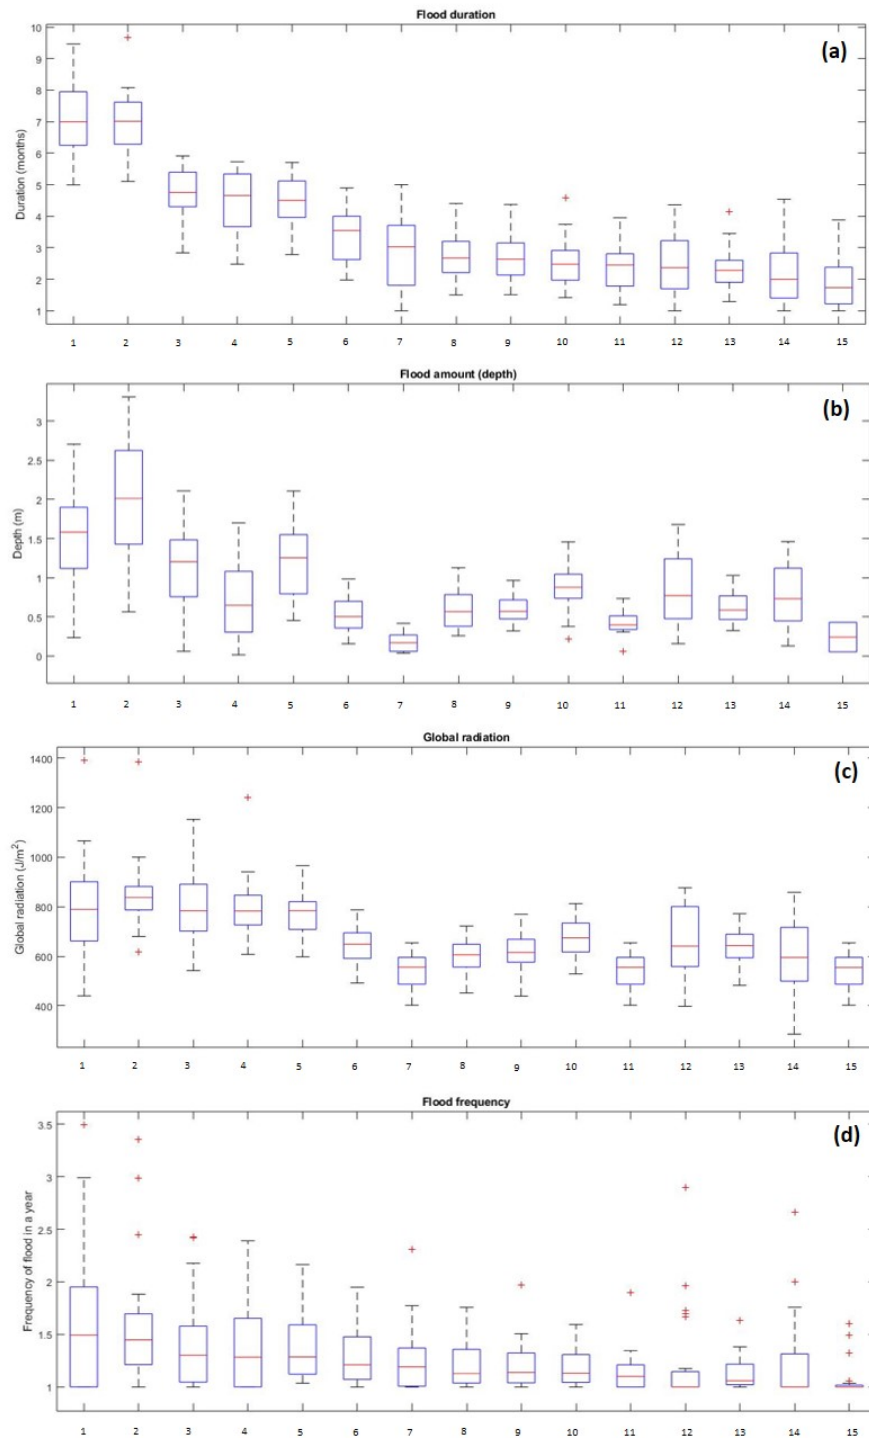 Flood duration
(a)
10
9
8
7
6
5
4
3
2
1
Duration (months)
1 2 3 4 5 6 7 8 9 10 11 12 13 14 15
Flood amount (depth)
(b)
3
2.5
2
1.5
1
0.5
0
Depth (m)
1 2 3 4 5 6 7 8 9 10 11 12 13 14 15
Global radiation
(c)
1400
1200
1000
800
600
400
Global radiation (J/m²)
1 2 3 4 5 6 7 8 9 10 11 12 13 14 15
Flood frequency
(d)
3.5
3
2.5
2
1.5
1
Frequency of flood in a year
1 2 3 4 5 6 7 8 9 10 11 12 13 14 15